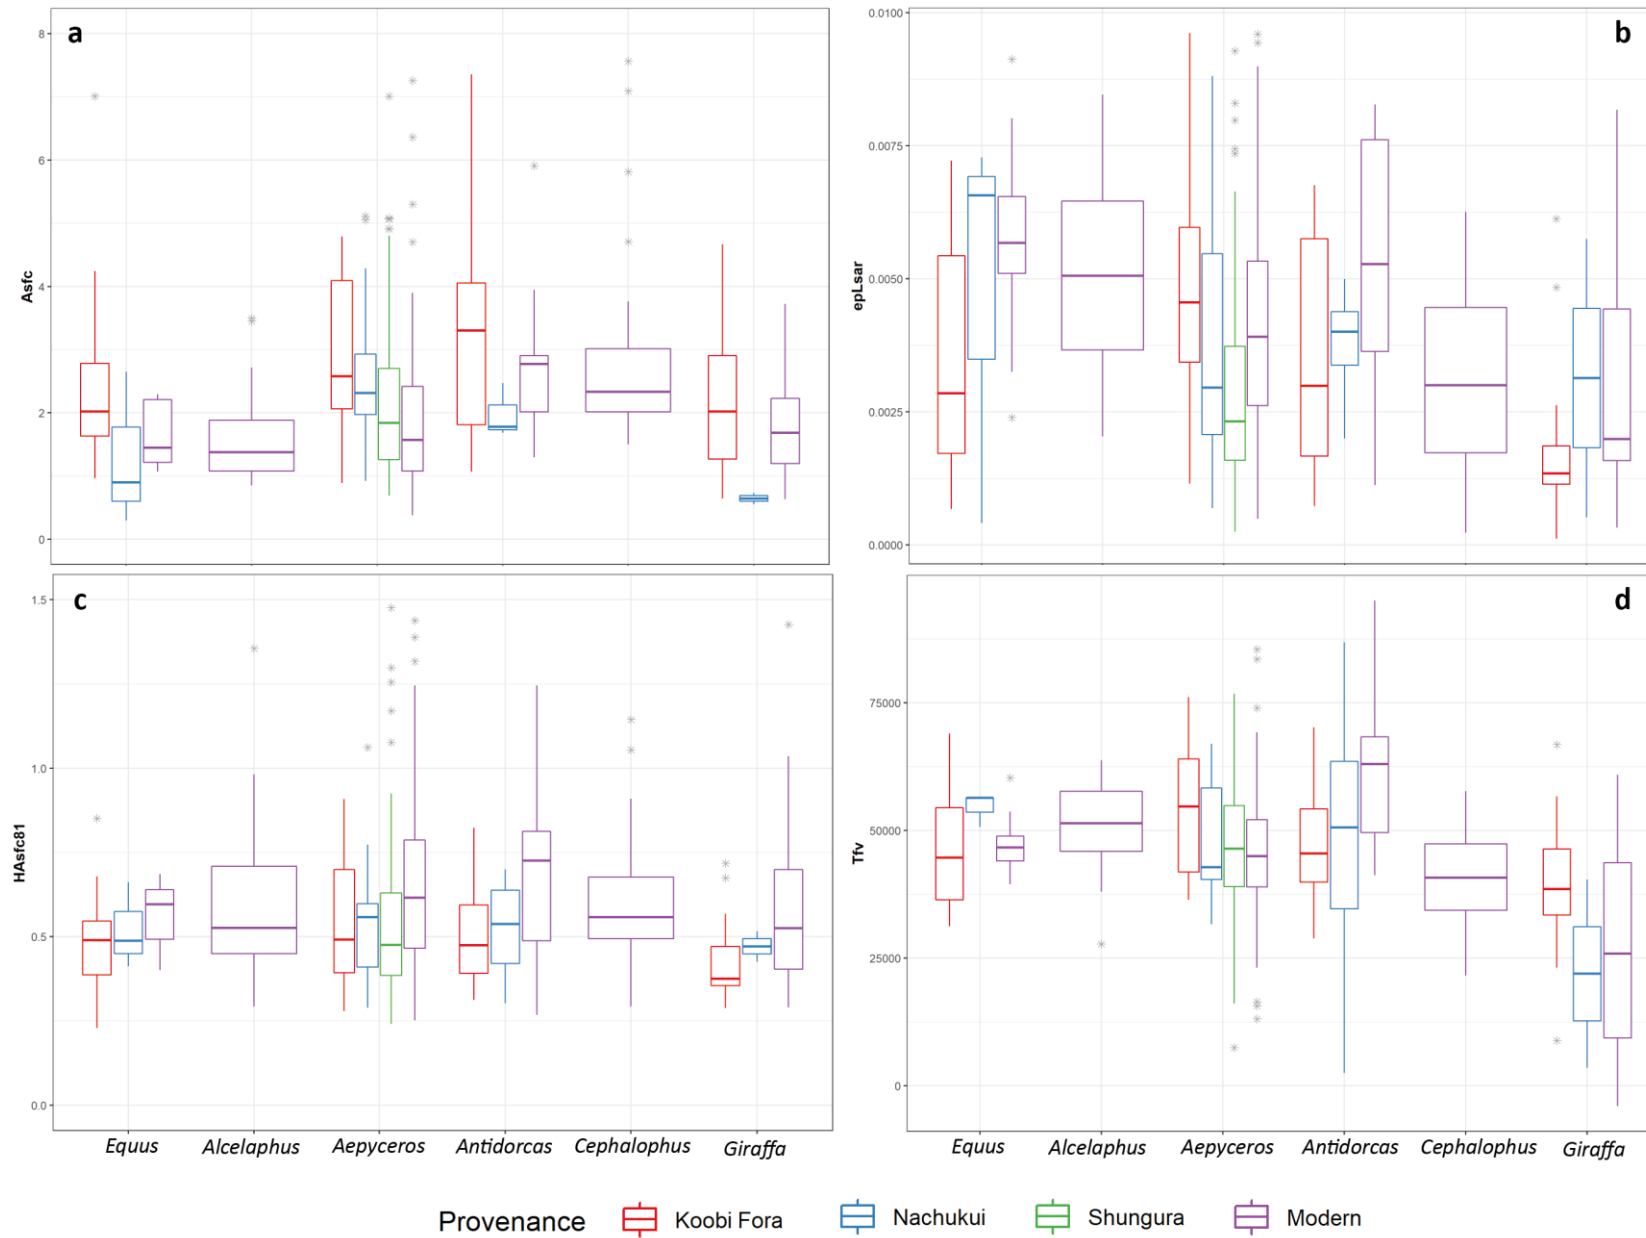 a
8
6
4
2
0
Asfc
b
0.0100
0.0075
0.0050
0.0025
0.0000
epLsar
c
1.5
1.0
0.5
0.0
HAsfc81
Equus Alcelaphus Aepyceros Antidorcas Cephalophus Giraffa
d
75000
50000
25000
0
Tfv
Equus Alcelaphus Aepyceros Antidorcas Cephalophus Giraffa
Provenance Koobi Fora Nachukui Shungura Modern